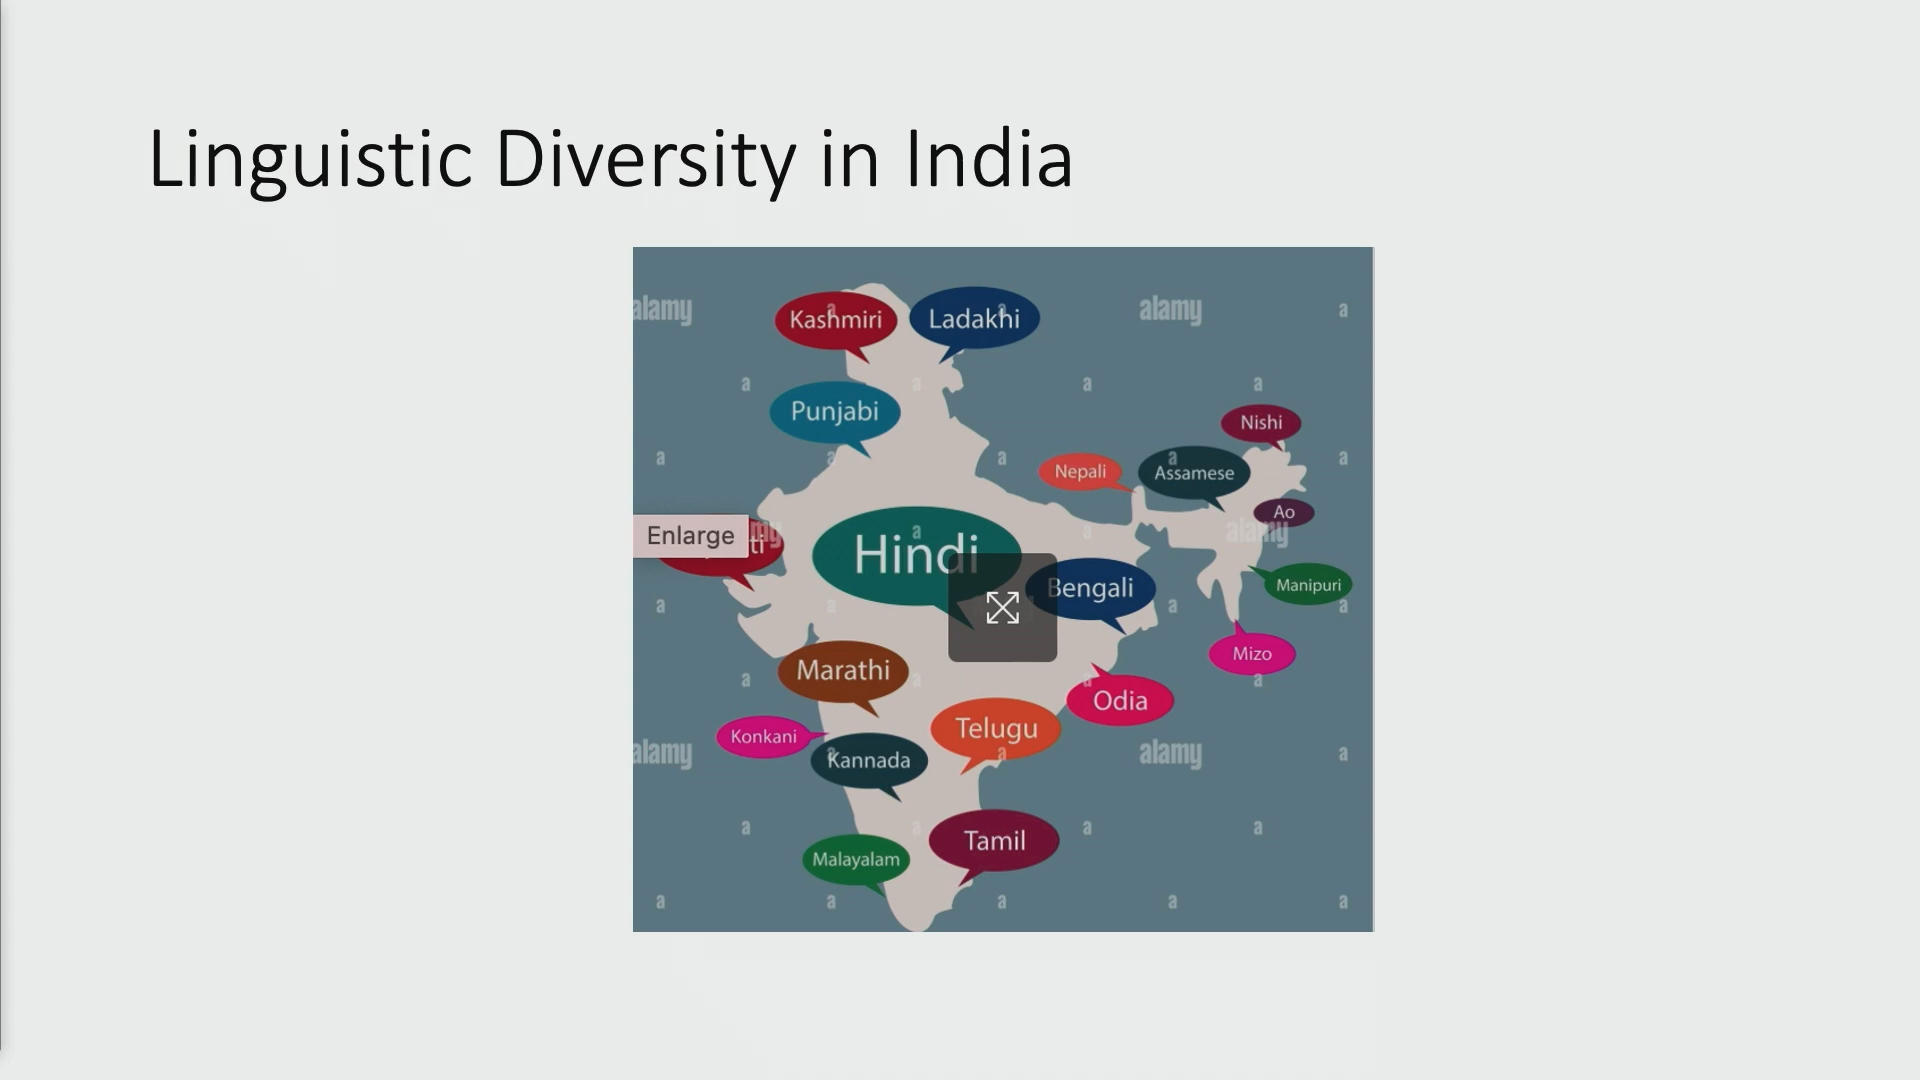 Linguistic Diversity in India
Kashmiri
Ladakhi
Punjabi
Nishi
Nepali
Assamese
Ao
Enlarge
Hindi
Bengali
Manipuri
Mizo
Marathi
Odia
Telugu
Konkani
Kannada
Tamil
Malayalam
alamy
alamy
alamy
alamy
alamy